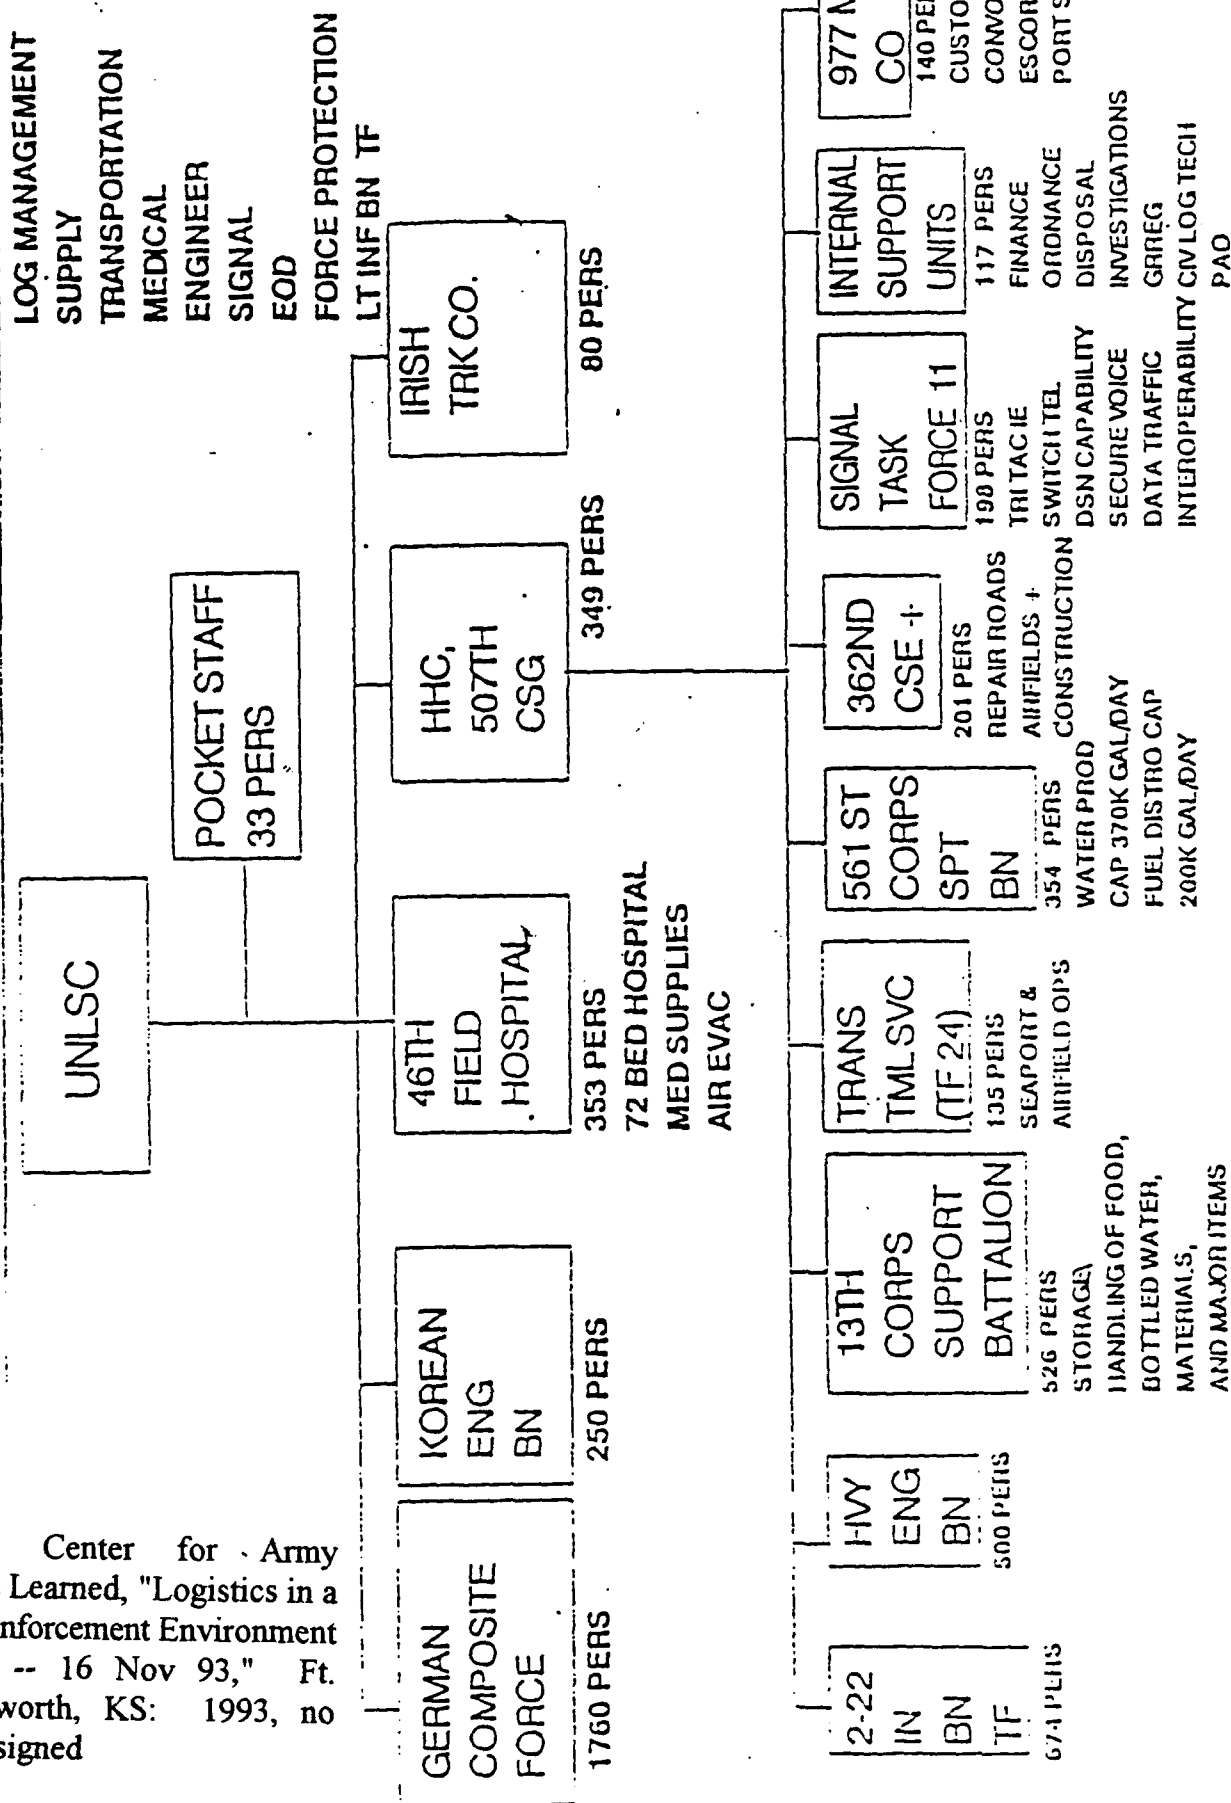 LOG MANAGEMENT
SUPPLY
TRANSPORTATION
MEDICAL
ENGINEER
SIGNAL
EOD
FORCE PROTECTION
LT INF BN TF
UNLSC
POCKET STAFF
33 PERS
GERMAN
COMPOSITE
FORCE
1760 PERS
KOREAN
ENG
BN
250 PERS
46TH
FIELD
HOSPITAL
353 PERS
72 BED HOSPITAL
MED SUPPLIES
AIR EVAC
HHC,
507TH
CSG
349 PERS
IRISH
TRK CO.
80 PERS
2-22
IN
BN
TF
674 PERS
HVY
ENG
BN
500 PERS
13TH
CORPS
SUPPORT
BATTALION
526 PERS
STORAGE,
HANDLING OF FOOD,
BOTTLED WATER,
MATERIALS,
AND MAJOR ITEMS
TRANS
TML SVC
(TF 24)
135 PERS
SEAPORT &
AIRFIELD OPS
561 ST
CORPS
SPT
BN
354 PERS
WATER PROD
CAP 370K GAL/DAY
FUEL DISTRO CAP
200K GAL/DAY
362ND
CSE +
201 PERS
REPAIR ROADS
AIRFIELDS +
CONSTRUCTION
SIGNAL
TASK
FORCE 11
198 PERS
TRI TAC IE
SWITCH TEL
DSN CAPABILITY
SECURE VOICE
DATA TRAFFIC
INTEROPERABILITY
INTERNAL
SUPPORT
UNITS
117 PERS
FINANCE
ORDNANCE
DISPOSAL
INVESTIGATIONS
GRREG
CIV LOG TECH
PAO
977 M
CO
140 PER
CUSTO
CONVO
ESCOR
PORT S
Center for Army
Learned, "Logistics in a
nforcement Environment
-- 16 Nov 93," Ft.
worth, KS: 1993, no
signed